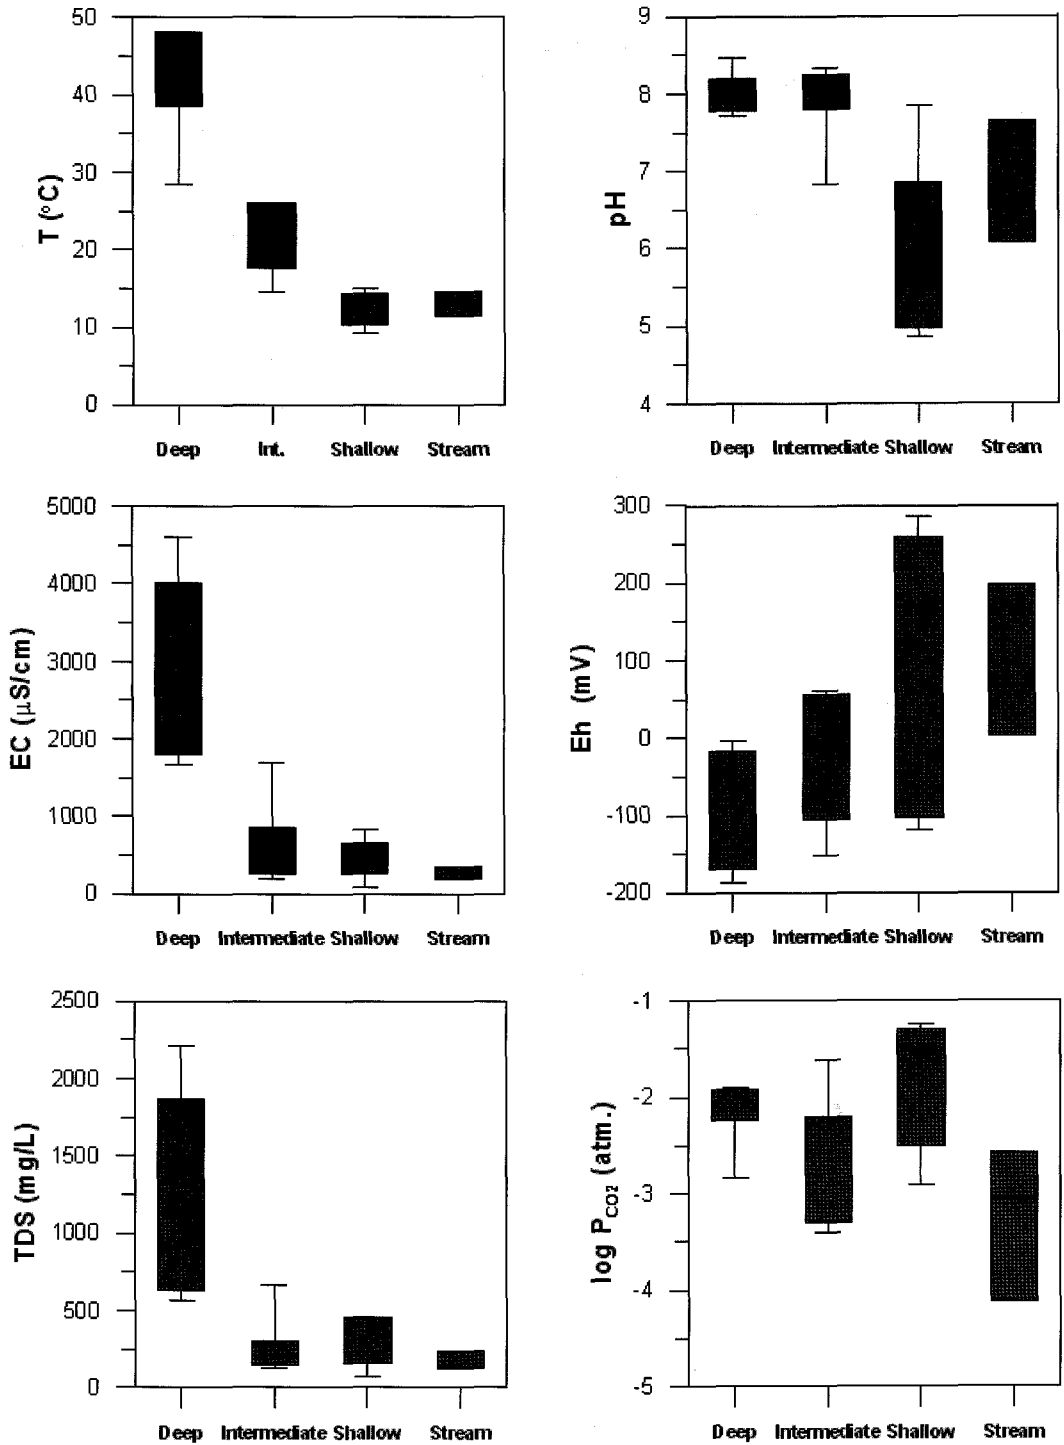 50
40
30
20
10
0
T (°C)
Deep Int. Shallow Stream
9
8
7
6
5
4
pH
Deep Intermediate Shallow Stream
5000
4000
3000
2000
1000
0
EC (μS/cm)
Deep Intermediate Shallow Stream
300
200
100
0
-100
-200
Eh (mV)
Deep Intermediate Shallow Stream
2500
2000
1500
1000
500
0
TDS (mg/L)
Deep Intermediate Shallow Stream
-1
-2
-3
-4
-5
log P_CO2 (atm.)
Deep Intermediate Shallow Stream